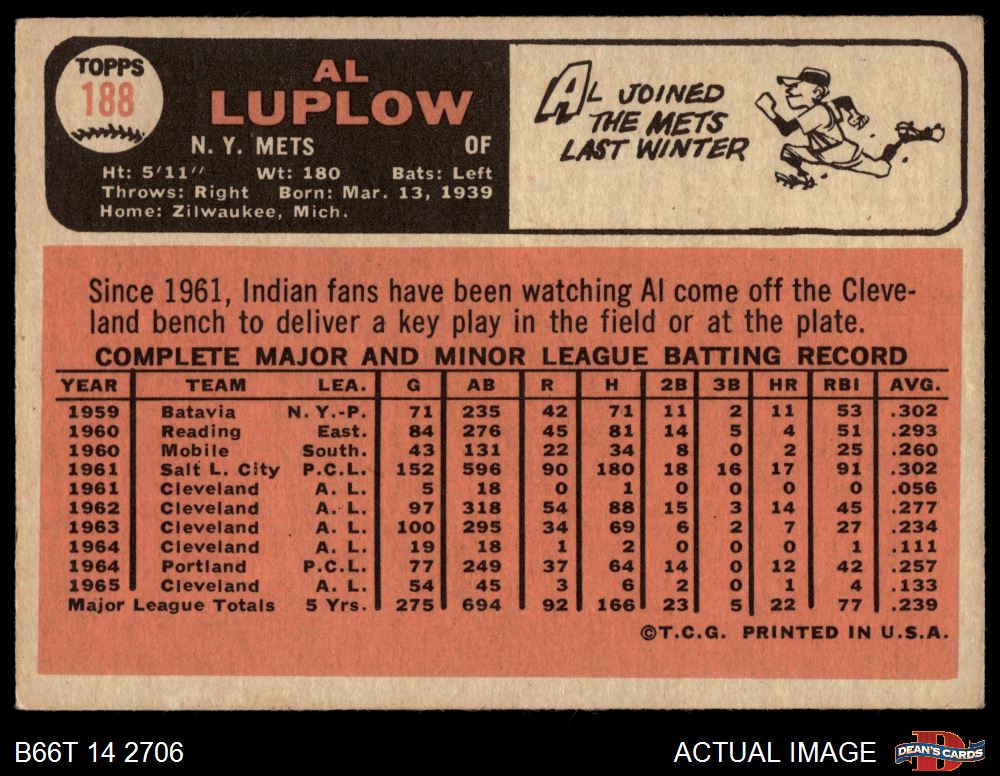 TOPPS
188
AL
LUPLOW
N. Y. METS OF
Ht: 5'11" Wt: 180 Bats: Left
Throws: Right Born: Mar. 13, 1939
Home: Zilwaukee, Mich.
AL JOINED
THE METS
LAST WINTER
Since 1961, Indian fans have been watching Al come off the Cleve-
land bench to deliver a key play in the field or at the plate.
COMPLETE MAJOR AND MINOR LEAGUE BATTING RECORD
YEAR TEAM LEA. G AB R H 2B 3B HR RBI AVG.
1959 Batavia N. Y.-P. 71 235 42 71 11 2 11 53 .302
1960 Reading East. 84 276 45 81 14 5 4 51 .293
1960 Mobile South. 43 131 22 34 8 0 2 25 .260
1961 Salt L. City P.C.L. 152 596 90 180 18 16 17 91 .302
1961 Cleveland A. L. 5 18 0 1 0 0 0 0 .056
1962 Cleveland A. L. 97 318 54 88 15 3 14 45 .277
1963 Cleveland A. L. 100 295 34 69 6 2 7 27 .234
1964 Cleveland A. L. 19 18 1 2 0 0 0 1 .111
1964 Portland P.C.L. 77 249 37 64 14 0 12 42 .257
1965 Cleveland A. L. 54 45 3 6 2 0 1 4 .133
Major League Totals 5 Yrs. 275 694 92 166 23 5 22 77 .239
©T.C.G. PRINTED IN U.S.A.
B66T 14 2706 ACTUAL IMAGE DEAN'S CARDS